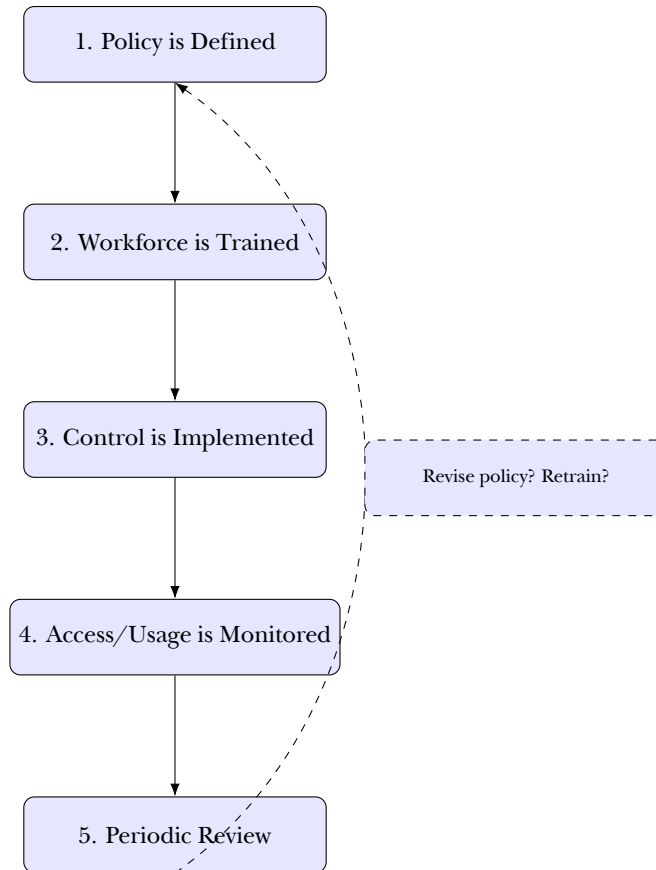 1. Policy is Defined
2. Workforce is Trained
3. Control is Implemented
Revise policy? Retrain?
4. Access/Usage is Monitored
5. Periodic Review